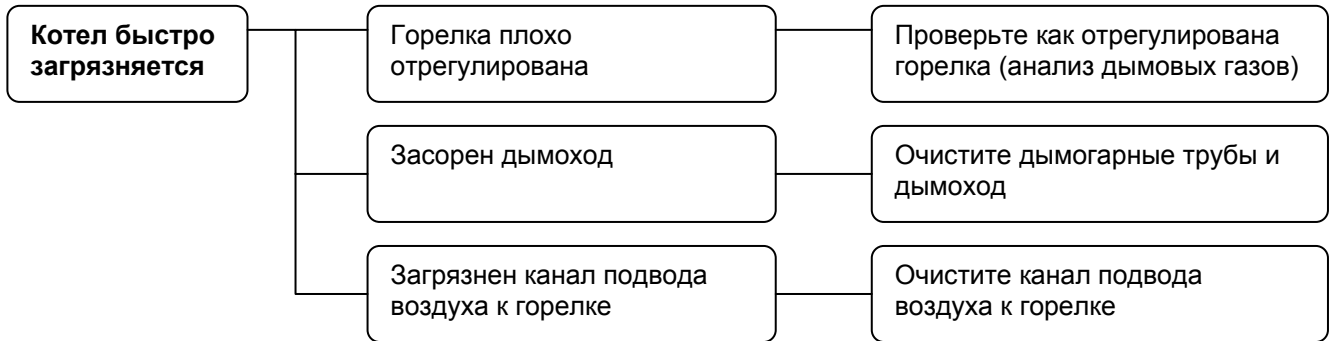 Котел быстро
загрязняется
Горелка плохо
отрегулирована
Проверьте как отрегулирована
горелка (анализ дымовых газов)
Засорен дымоход
Очистите дымогарные трубы и
дымоход
Загрязнен канал подвода
воздуха к горелке
Очистите канал подвода
воздуха к горелке